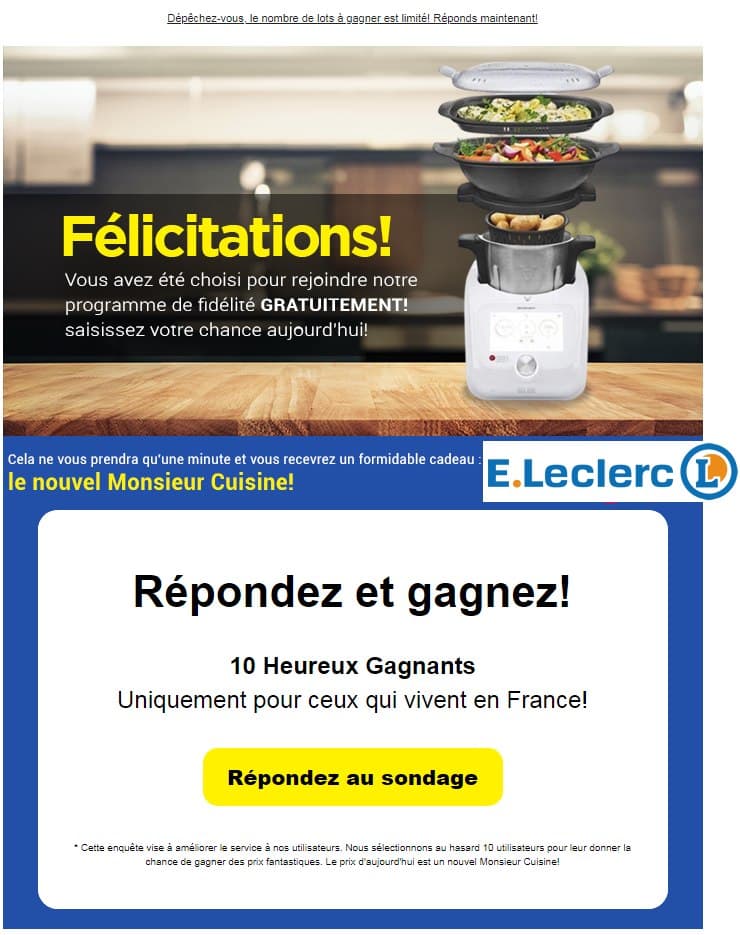 Dépêchez-vous, le nombre de lots à gagner est limité! Réponds maintenant!
Félicitations!
Vous avez été choisi pour rejoindre notre
programme de fidélité GRATUITEMENT!
saisissez votre chance aujourd'hui!
Cela ne vous prendra qu'une minute et vous recevrez un formidable cadeau :
le nouvel Monsieur Cuisine!
E.Leclerc L
Répondez et gagnez!
10 Heureux Gagnants
Uniquement pour ceux qui vivent en France!
Répondez au sondage
* Cette enquête vise à améliorer le service à nos utilisateurs. Nous sélectionnons au hasard 10 utilisateurs pour leur donner la
chance de gagner des prix fantastiques. Le prix d'aujourd'hui est un nouvel Monsieur Cuisine!